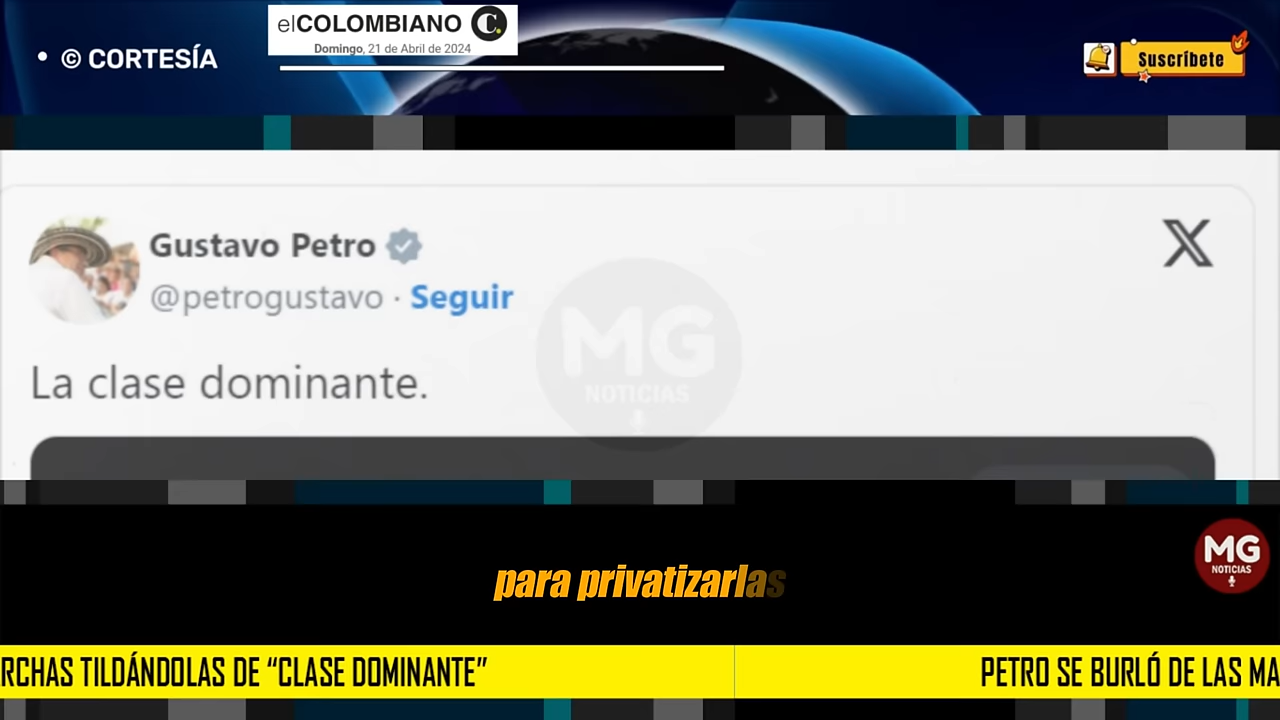 elCOLOMBIANO C.
Domingo, 21 de Abril de 2024
• © CORTESÍA
Suscríbete
Gustavo Petro
@petrogustavo · Seguir
X
La clase dominante.
MG
NOTICIAS
para privatizarlas
MG
NOTICIAS
RCHAS TILDÁNDOLAS DE “CLASE DOMINANTE”
PETRO SE BURLÓ DE LAS MA